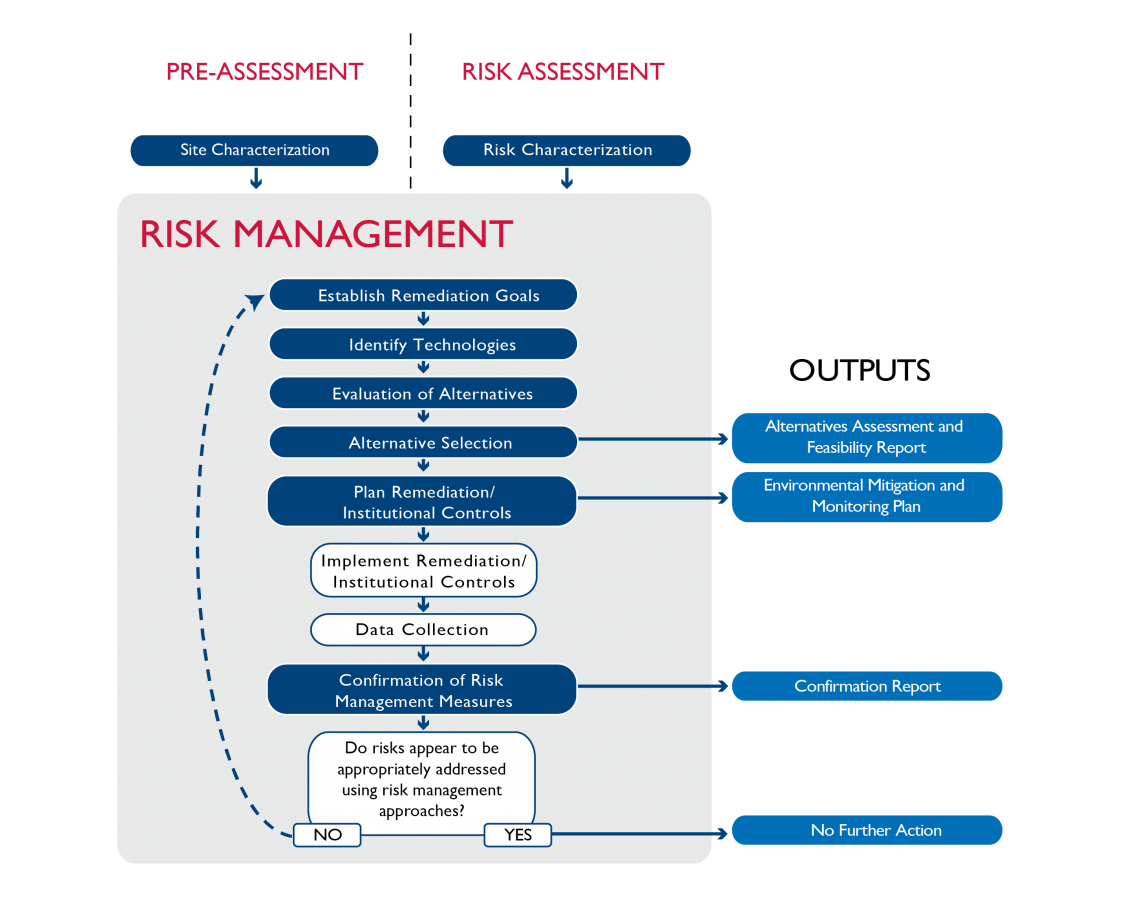 PRE-ASSESSMENT
RISK ASSESSMENT
Site Characterization
Risk Characterization
RISK MANAGEMENT
Establish Remediation Goals
Identify Technologies
Evaluation of Alternatives
Alternative Selection
Plan Remediation/
Institutional Controls
Implement Remediation/
Institutional Controls
Data Collection
Confirmation of Risk
Management Measures
Do risks appear to be
appropriately addressed
using risk management
approaches?
NO
YES
OUTPUTS
Alternatives Assessment and
Feasibility Report
Environmental Mitigation and
Monitoring Plan
Confirmation Report
No Further Action